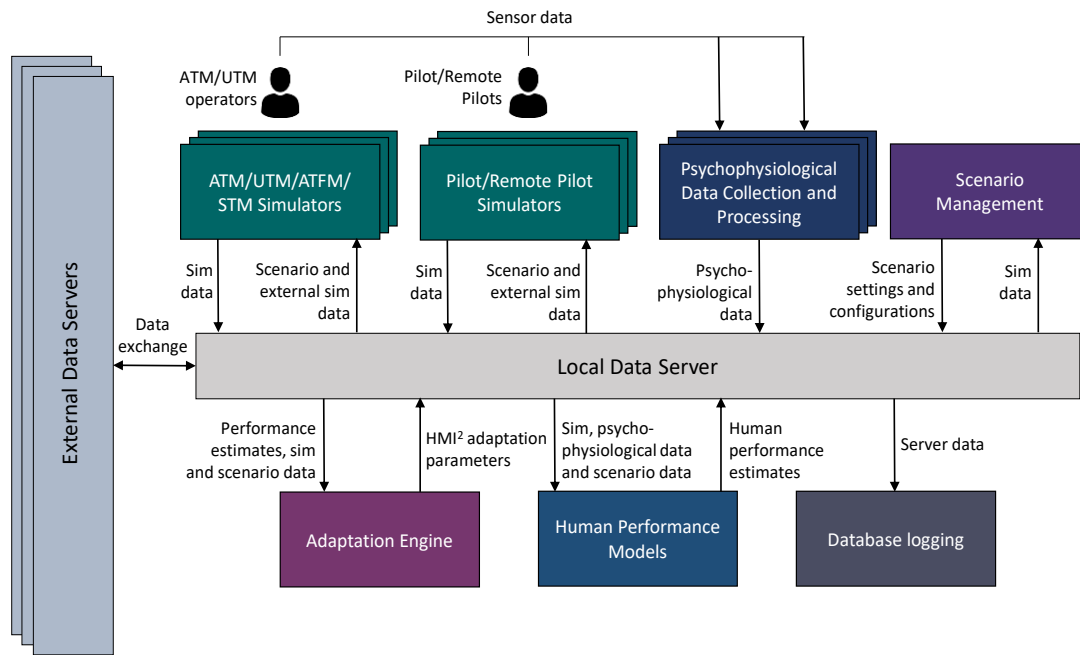 Sensor data
ATM/UTM
operators
Pilot/Remote
Pilots
ATM/UTM/ATFM/
STM Simulators
Pilot/Remote Pilot
Simulators
Psychophysiological
Data Collection and
Processing
Scenario
Management
Sim
data
Scenario and
external sim
data
Sim
data
Scenario and
external sim
data
Psycho-
physiological
data
Scenario
settings and
configurations
Sim
data
External Data Servers
Data
exchange
Local Data Server
Performance
estimates, sim
and scenario data
HMI² adaptation
parameters
Sim, psycho-
physiological data
and scenario data
Human
performance
estimates
Server data
Adaptation Engine
Human Performance
Models
Database logging